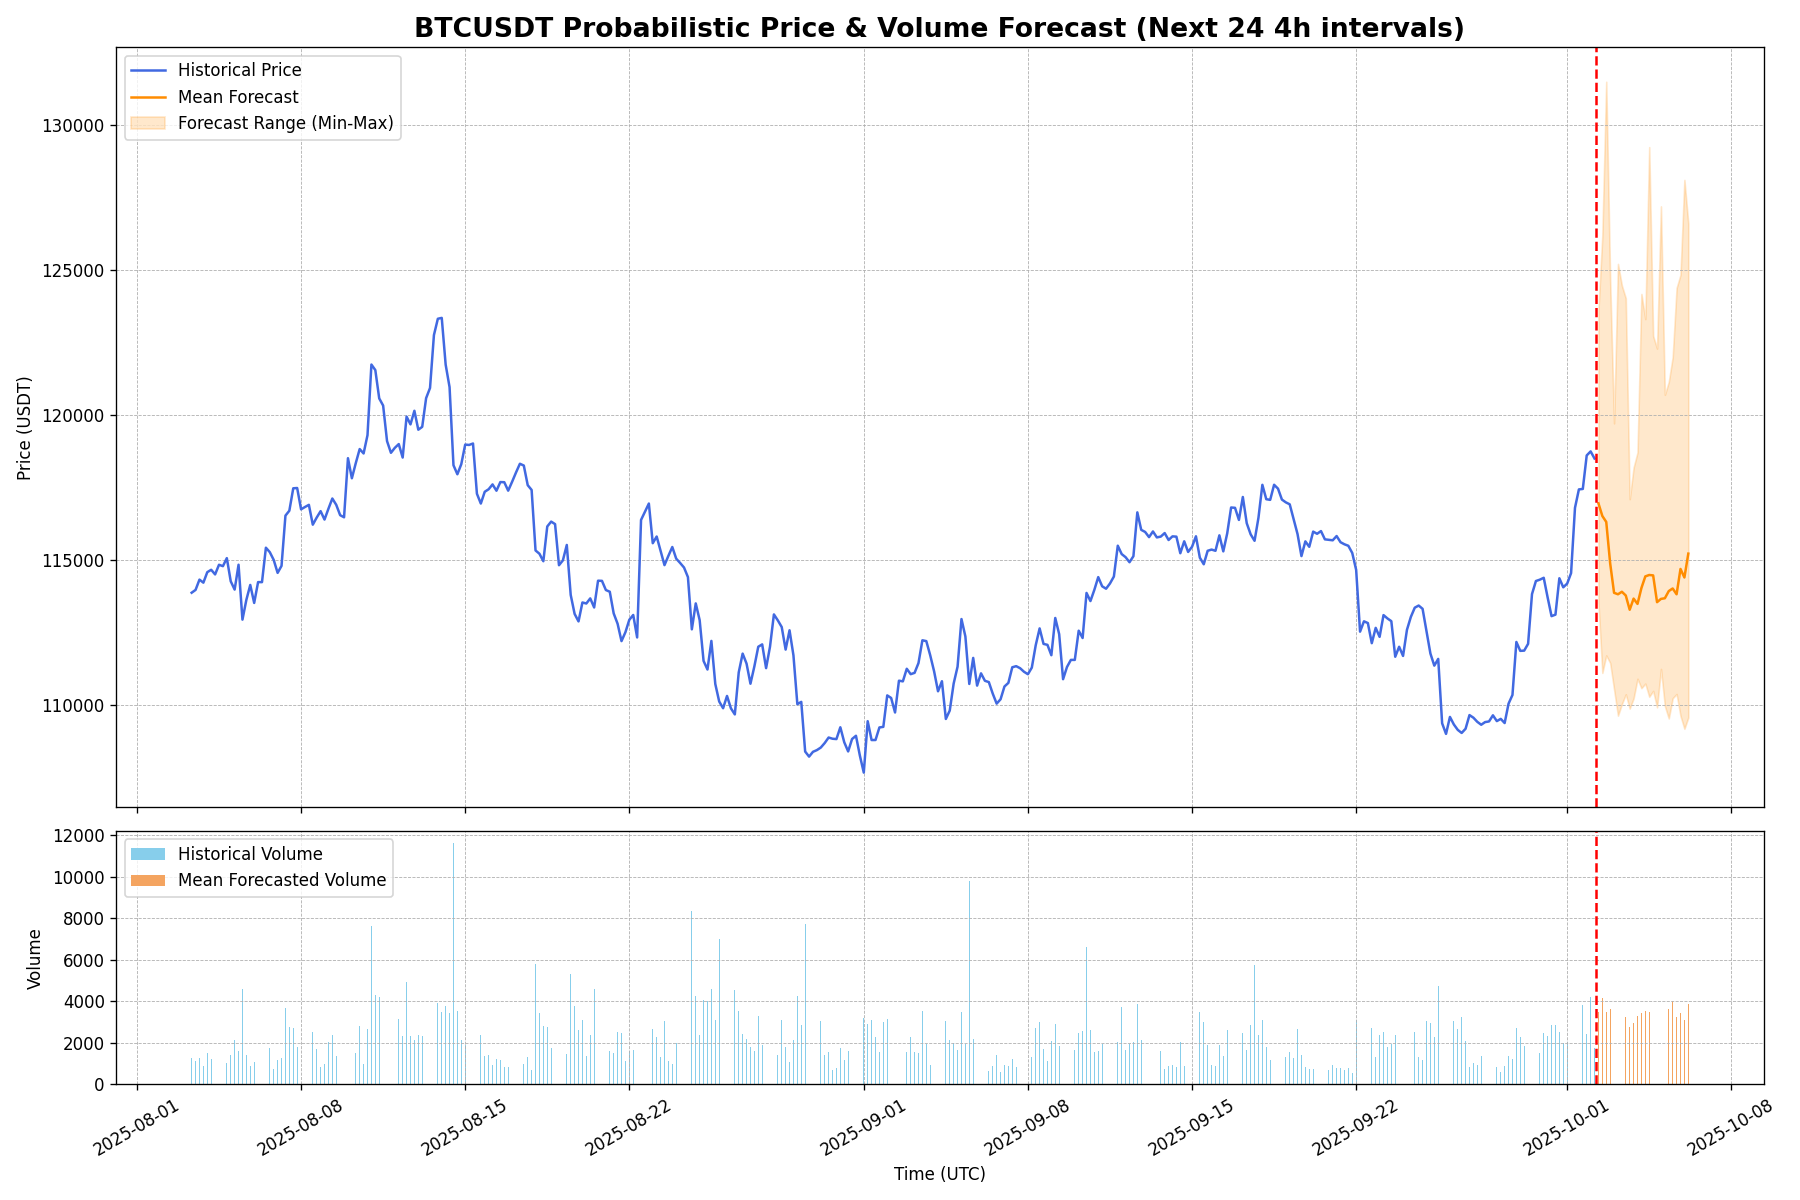 BTCUSDT Probabilistic Price & Volume Forecast (Next 24 4h intervals)
Historical Price
Mean Forecast
Forecast Range (Min-Max)
130000
125000
120000
115000
110000
Price (USDT)
Historical Volume
Mean Forecasted Volume
12000
10000
8000
6000
4000
2000
0
Volume
2025-08-01
2025-08-08
2025-08-15
2025-08-22
2025-09-01
2025-09-08
2025-09-15
2025-09-22
2025-10-01
2025-10-08
Time (UTC)